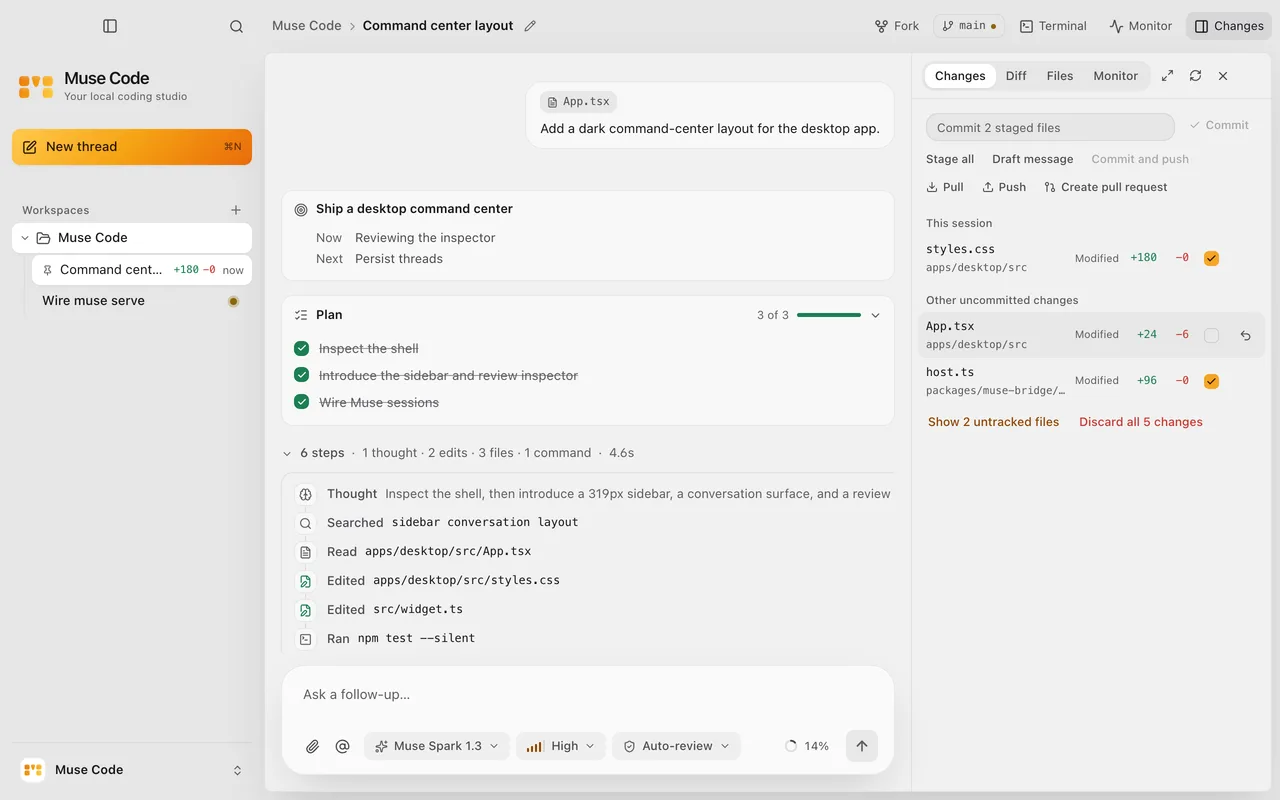 Muse Code > Command center layout
Fork
main
Terminal
Monitor
Changes
Muse Code
Your local coding studio
New thread ⌘N
Workspaces
Muse Code
Command cent... +180 −0 now
Wire muse serve
Muse Code
App.tsx
Add a dark command-center layout for the desktop app.
Ship a desktop command center
Now Reviewing the inspector
Next Persist threads
Plan 3 of 3
Inspect the shell
Introduce the sidebar and review inspector
Wire Muse sessions
6 steps · 1 thought · 2 edits · 3 files · 1 command · 4.6s
Thought Inspect the shell, then introduce a 319px sidebar, a conversation surface, and a review
Searched sidebar conversation layout
Read apps/desktop/src/App.tsx
Edited apps/desktop/src/styles.css
Edited src/widget.ts
Ran npm test --silent
Ask a follow-up...
Muse Spark 1.3 High Auto-review 14%
Changes Diff Files Monitor
Commit 2 staged files Commit
Stage all Draft message Commit and push
Pull Push Create pull request
This session
styles.css
apps/desktop/src Modified +180 −0
Other uncommitted changes
App.tsx
apps/desktop/src Modified +24 −6
host.ts
packages/muse-bridge/… Modified +96 −0
Show 2 untracked files Discard all 5 changes